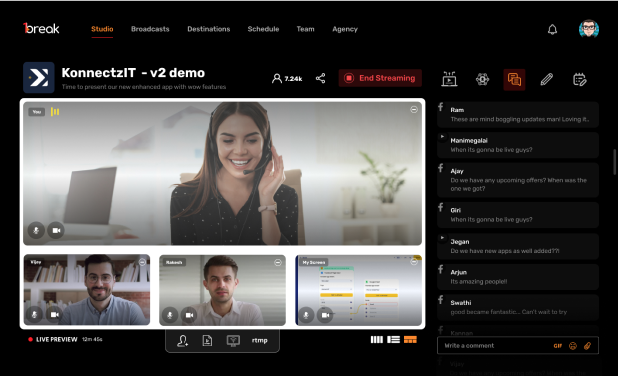 break
Studio
Broadcasts
Destinations
Schedule
Team
Agency
KonnectzIT - v2 demo
Time to present our new enhanced app with wow features
7.24k
End Streaming
You
Vijay
Rakesh
My Screen
LIVE PREVIEW 12m 45s
rtmp
Ram
These are mind boggling updates man! Loving it..
Manimegalai
When its gonna be live guys?
Ajay
Do we have any upcoming offers? When was the
one we got?
Giri
When its gonna be live guys?
Jegan
Do we have new apps as well added??!
Arjun
Its amazing people!!
Swathi
good became fantastic... Can't wait to try
Kannan
Write a comment
GIF
Vijay